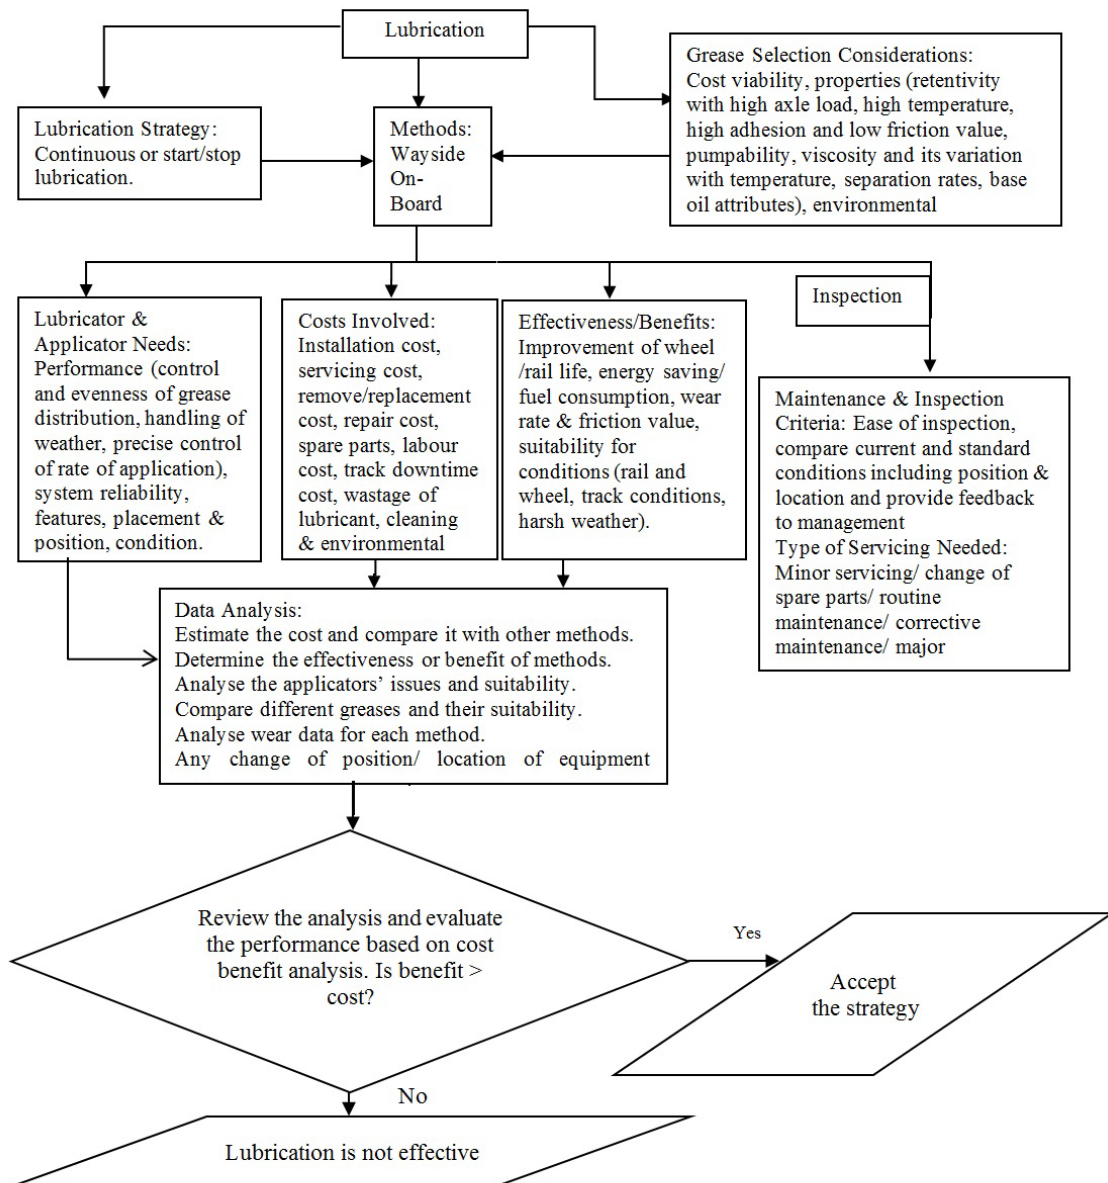 Lubrication
Grease Selection Considerations:
Cost viability, properties (retentivity
with high axle load, high temperature,
high adhesion and low friction value,
pumpability, viscosity and its variation
with temperature, separation rates, base
oil attributes), environmental
Lubrication Strategy:
Continuous or start/stop
lubrication.
Methods:
Wayside
On-
Board
Lubricator &
Applicator Needs:
Performance (control
and evenness of grease
distribution, handling of
weather, precise control
of rate of application),
system reliability,
features, placement &
position, condition.
Costs Involved:
Installation cost,
servicing cost,
remove/replacement
cost, repair cost,
spare parts, labour
cost, track downtime
cost, wastage of
lubricant, cleaning
& environmental
Effectiveness/Benefits:
Improvement of wheel
/rail life, energy saving/
fuel consumption, wear
rate & friction value,
suitability for
conditions (rail and
wheel, track conditions,
harsh weather).
Inspection
Maintenance & Inspection
Criteria: Ease of inspection,
compare current and standard
conditions including position &
location and provide feedback
to management
Type of Servicing Needed:
Minor servicing/ change of
spare parts/ routine
maintenance/ corrective
maintenance/ major
Data Analysis:
Estimate the cost and compare it with other methods.
Determine the effectiveness or benefit of methods.
Analyse the applicators’ issues and suitability.
Compare different greases and their suitability.
Analyse wear data for each method.
Any change of position/ location of equipment
Review the analysis and evaluate
the performance based on cost
benefit analysis. Is benefit >
cost?
Yes
Accept
the strategy
No
Lubrication is not effective